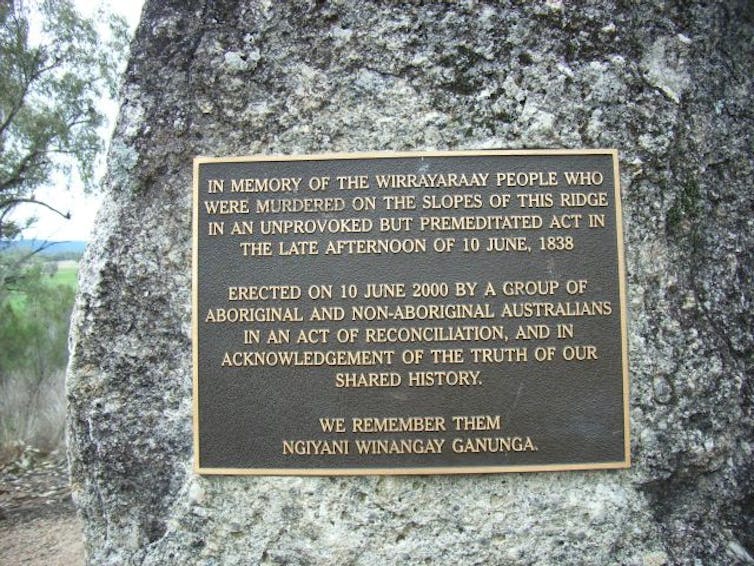 IN MEMORY OF THE WIRRAYARAAY PEOPLE WHO
WERE MURDERED ON THE SLOPES OF THIS RIDGE
IN AN UNPROVOKED BUT PREMEDITATED ACT IN
THE LATE AFTERNOON OF 10 JUNE, 1838
ERECTED ON 10 JUNE 2000 BY A GROUP OF
ABORIGINAL AND NON-ABORIGINAL AUSTRALIANS
IN AN ACT OF RECONCILIATION, AND IN
ACKNOWLEDGEMENT OF THE TRUTH OF OUR
SHARED HISTORY.
WE REMEMBER THEM
NGIYANI WINANGAY GANUNGA.